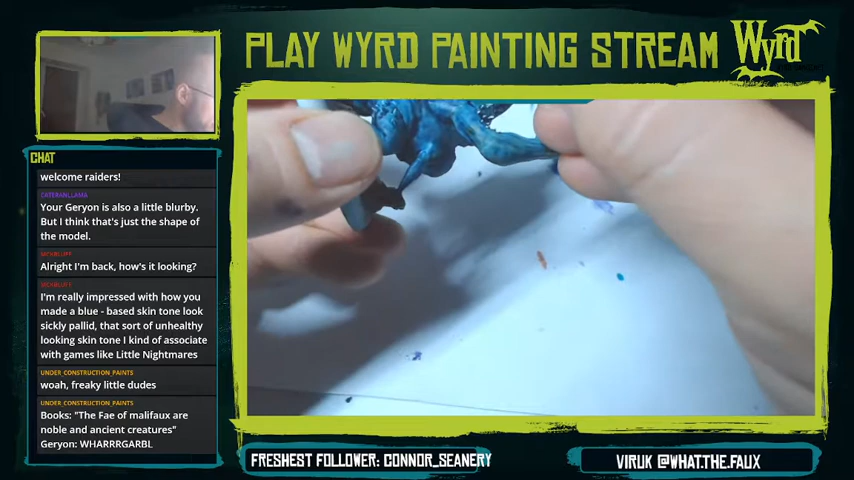 PLAY WYRD PAINTING STREAM
Wyrd
CHAT
welcome raiders!
Your Geryon is also a little blurby.
But I think that's just the shape of
the model.
Alright I'm back, how's it looking?
I'm really impressed with how you
made a blue - based skin tone look
sickly pallid, that sort of unhealthy
looking skin tone I kind of associate
with games like Little Nightmares
UNDER_CONSTRUCTION_PAINTS
woah, freaky little dudes
UNDER_CONSTRUCTION_PAINTS
Books: "The Fae of malifaux are
noble and ancient creatures"
Geryon: WHARRRGARBL
FRESHEST FOLLOWER: CONNOR_SEANERY
VIRUK @WHAT.THE.FAUX